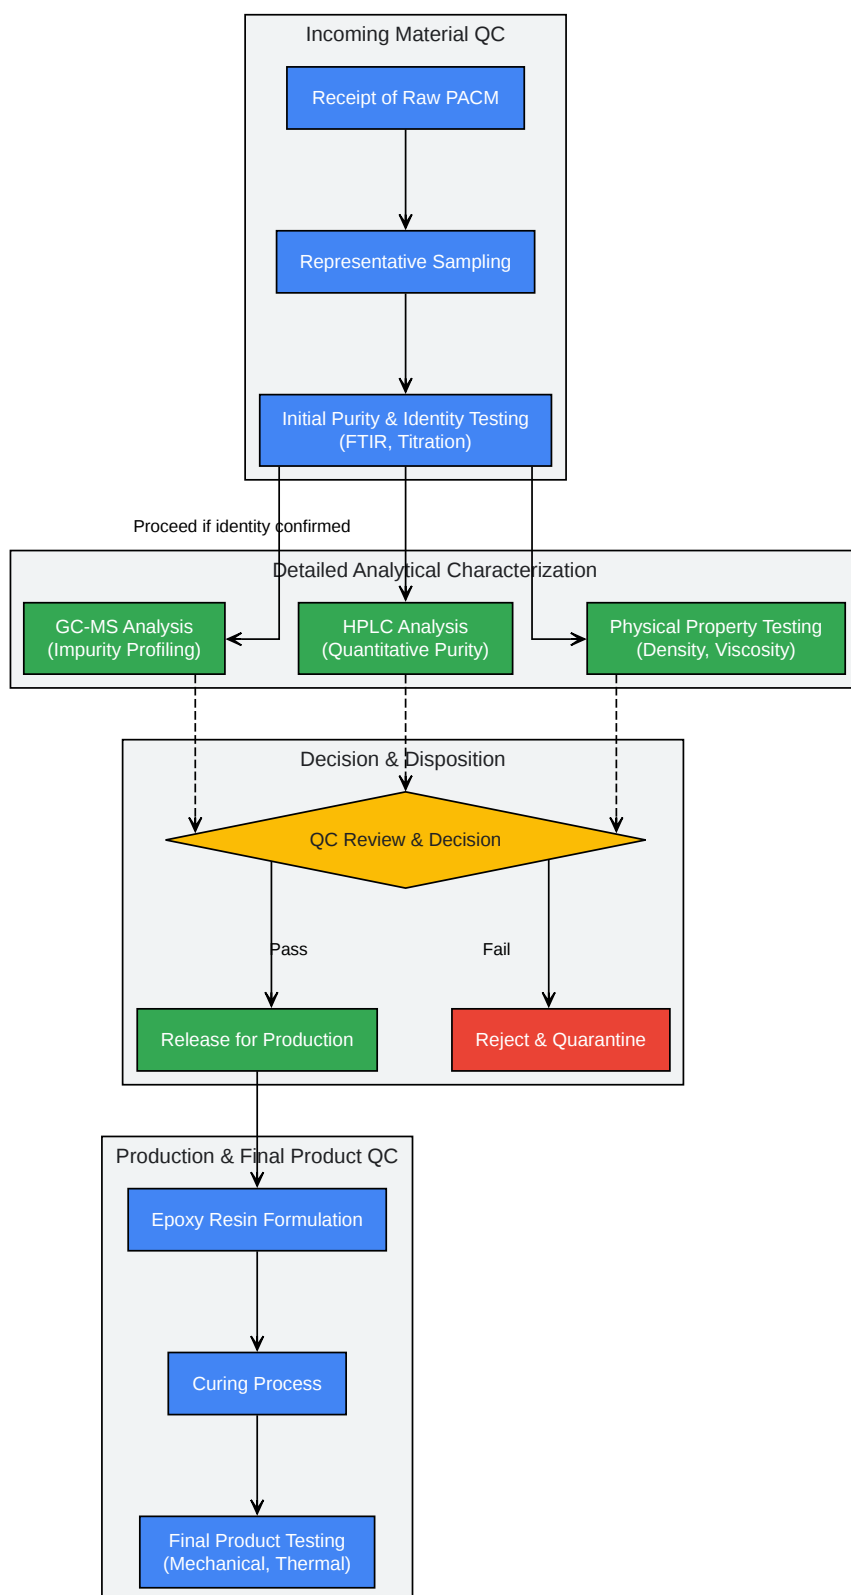 Incoming Material QC
Receipt of Raw PACM
Representative Sampling
Initial Purity & Identity Testing
(FTIR, Titration)
Proceed if identity confirmed
Detailed Analytical Characterization
GC-MS Analysis
(Impurity Profiling)
HPLC Analysis
(Quantitative Purity)
Physical Property Testing
(Density, Viscosity)
Decision & Disposition
QC Review & Decision
Pass
Fail
Release for Production
Reject & Quarantine
Production & Final Product QC
Epoxy Resin Formulation
Curing Process
Final Product Testing
(Mechanical, Thermal)